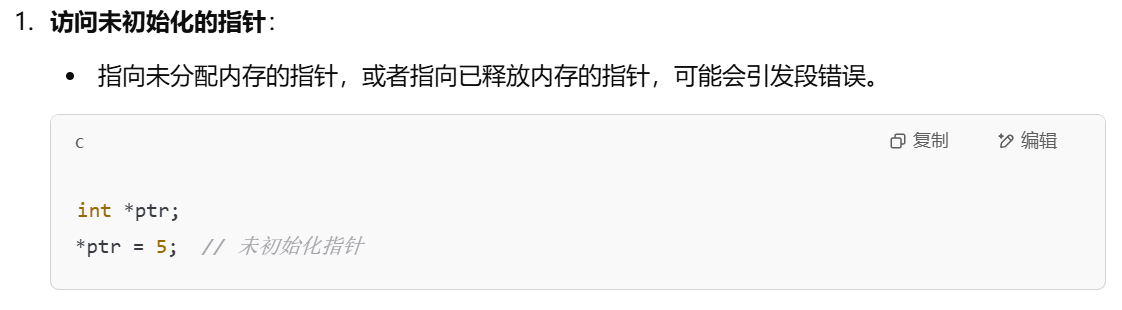 1. 访问未初始化的指针：
• 指向未分配内存的指针，或者指向已释放内存的指针，可能会引发段错误。
c 复制 编辑
int *ptr;
*ptr = 5;  // 未初始化指针